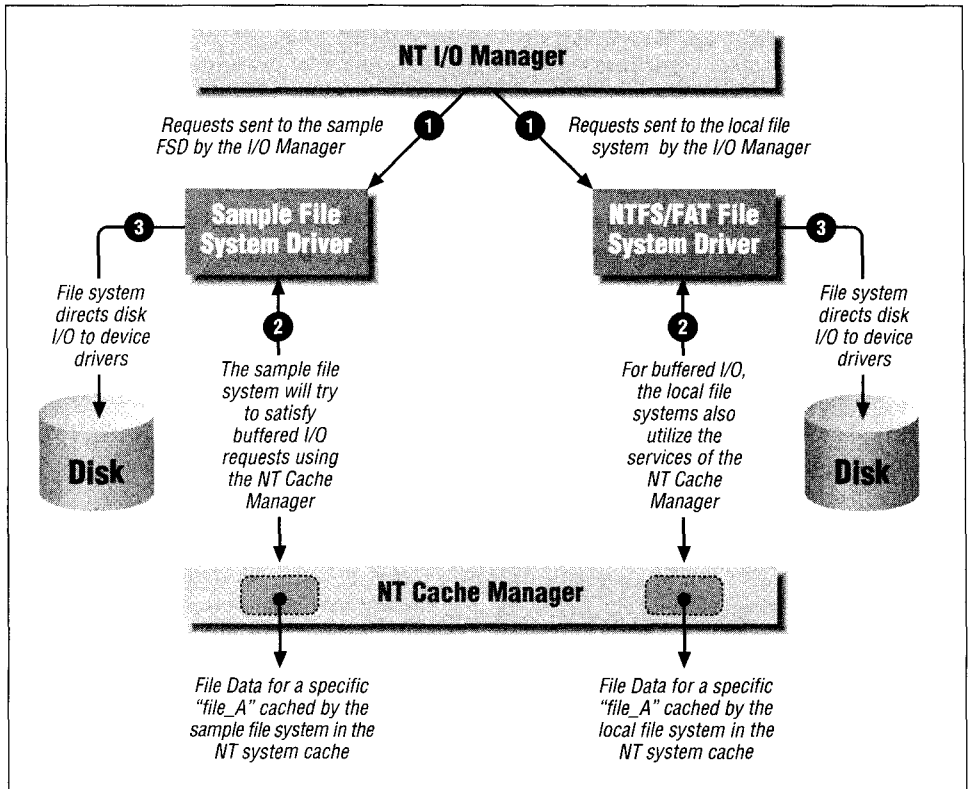 NT I/O Manager
Requests sent to the sample
FSD by the I/O Manager
1
1
Requests sent to the local file
system by the I/O Manager
Sample File
System Driver
NTFS/FAT File
System Driver
3
3
File system
directs disk
I/O to device
drivers
2
The sample file
system will try
to satisfy
buffered I/O
requests using
the NT Cache
Manager
2
For buffered I/O,
the local file
systems also
utilize the
services of the
NT Cache
Manager
File system
directs disk
I/O to device
drivers
Disk
Disk
NT Cache Manager
File Data for a specific
"file_A" cached by the
sample file system in the
NT system cache
File Data for a specific
"file_A" cached by the
local file system in the
NT system cache